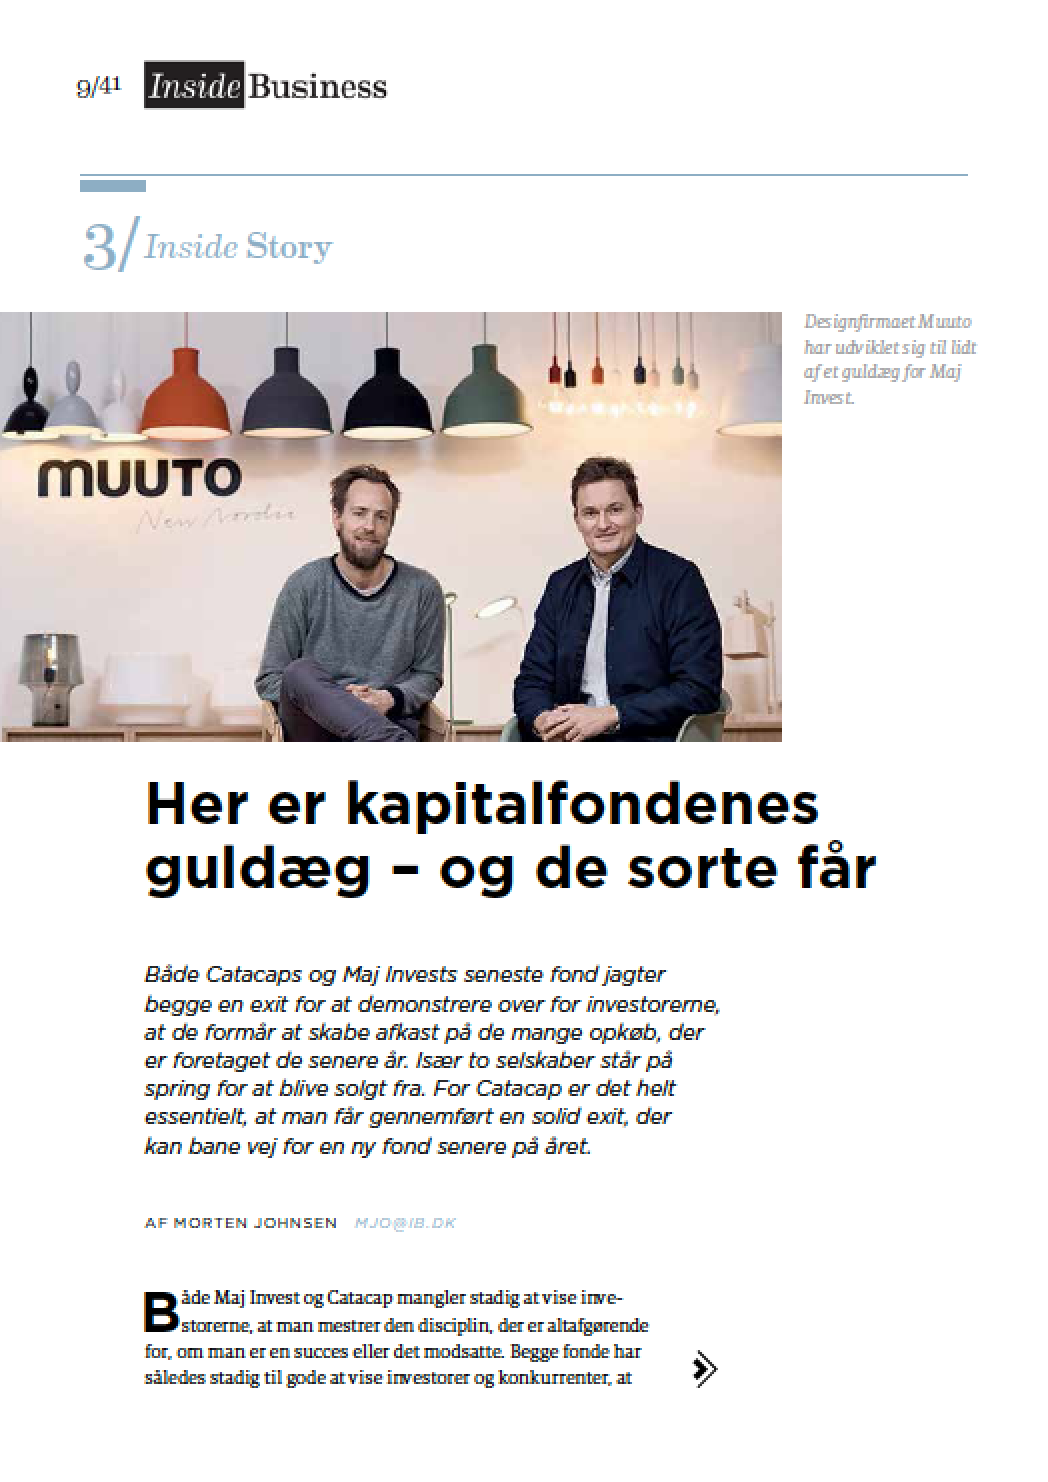 9/41 Inside Business
3/ Inside Story
Designfirmaet Muuto
har udviklet sig til lidt
af et guldæg for Maj
Invest.
muuto
New Nordic
Her er kapitalfondenes
guldæg – og de sorte får
Både Catacaps og Maj Invests seneste fond jagter
begge en exit for at demonstrere over for investorerne,
at de formår at skabe afkast på de mange opkøb, der
er foretaget de senere år. Især to selskaber står på
spring for at blive solgt fra. For Catacap er det helt
essentielt, at man får gennemført en solid exit, der
kan bane vej for en ny fond senere på året.
AF MORTEN JOHNSEN MJO@IB.DK
Både Maj Invest og Catacap mangler stadig at vise inve-
storerne, at man mestrer den disciplin, der er altafgørende
for, om man er en succes eller det modsatte. Begge fonde har
således stadig til gode at vise investorer og konkurrenter, at